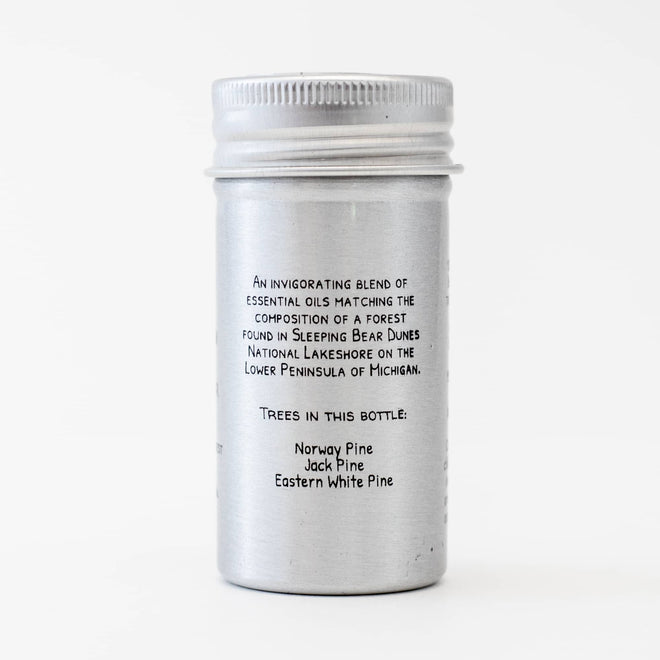 An invigorating blend of
essential oils matching the
composition of a forest
found in Sleeping Bear Dunes
National Lakeshore on the
Lower Peninsula of Michigan.
Trees in this bottle:
Norway Pine
Jack Pine
Eastern White Pine